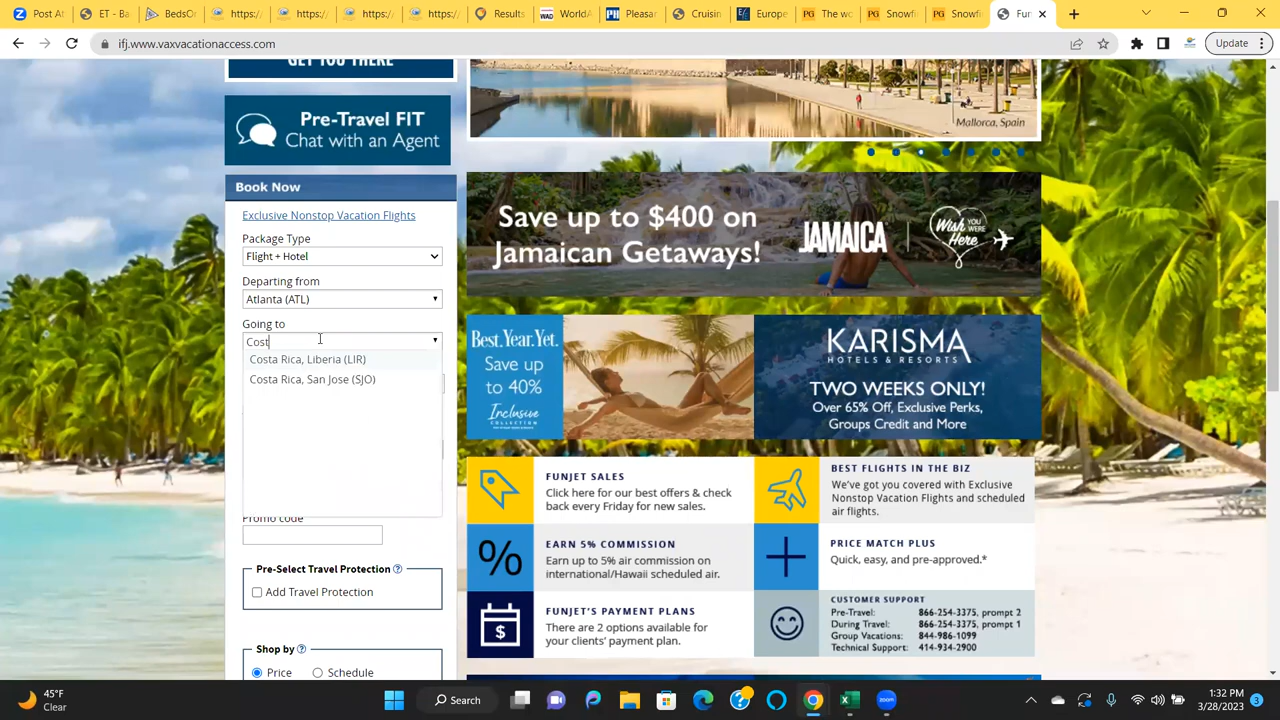 Post At
ET - Ba
BedsOr
https:/
https:/
https:/
https:/
Results
WAD
WorldA
Pleasar
Cruisin
Europe
PG The wo
PG Snowfi
PG Snowfi
Fur
ifj.www.vaxvacationaccess.com
Update
GET YOU THERE
Pre-Travel FIT
Chat with an Agent
Mallorca, Spain
Book Now
Exclusive Nonstop Vacation Flights
Package Type
Flight + Hotel
Departing from
Atlanta (ATL)
Going to
Cost
Costa Rica, Liberia (LIR)
Costa Rica, San Jose (SJO)
Promo code
Pre-Select Travel Protection ?
Add Travel Protection
Shop by ?
Price
Schedule
Save up to $400 on
Jamaican Getaways!
JAMAICA
Wish YOU WERE Here
Best.Year.Yet.
Save up
to 40%
Inclusive
COLLECTION
KARISMA
HOTELS & RESORTS
TWO WEEKS ONLY!
Over 65% Off, Exclusive Perks,
Groups Credit and More
FUNJET SALES
Click here for our best offers & check
back every Friday for new sales.
BEST FLIGHTS IN THE BIZ
We've got you covered with Exclusive
Nonstop Vacation Flights and scheduled
air flights.
%
EARN 5% COMMISSION
Earn up to 5% air commission on
international/Hawaii scheduled air.
PRICE MATCH PLUS
Quick, easy, and pre-approved.*
$
FUNJET'S PAYMENT PLANS
There are 2 options available for
your clients' payment plan.
CUSTOMER SUPPORT
Pre-Travel: 866-254-3375, prompt 2
During Travel: 866-254-3375, prompt 1
Group Vacations: 844-986-1099
Technical Support: 414-934-2900
45°F
Clear
Search
1:32 PM
3/28/2023
3